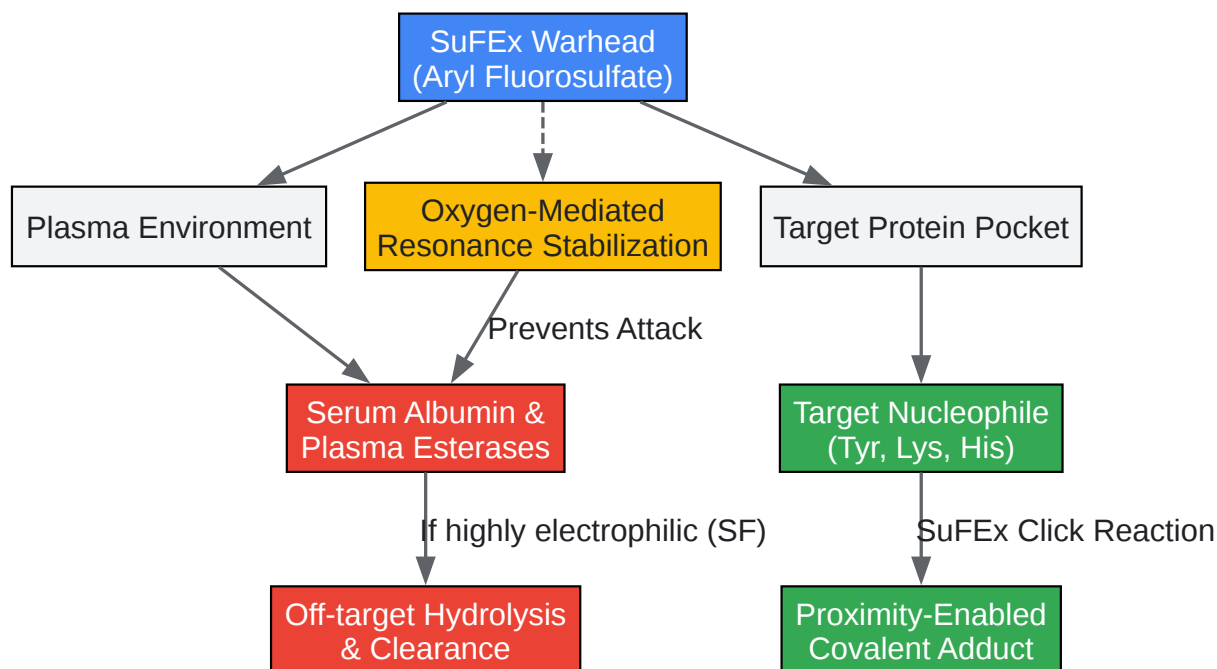 SuFEx Warhead
(Aryl Fluorosulfate)
Plasma Environment
Oxygen-Mediated
Resonance Stabilization
Target Protein Pocket
Prevents Attack
Serum Albumin &
Plasma Esterases
Target Nucleophile
(Tyr, Lys, His)
If highly electrophilic (SF)
SuFEx Click Reaction
Off-target Hydrolysis
& Clearance
Proximity-Enabled
Covalent Adduct